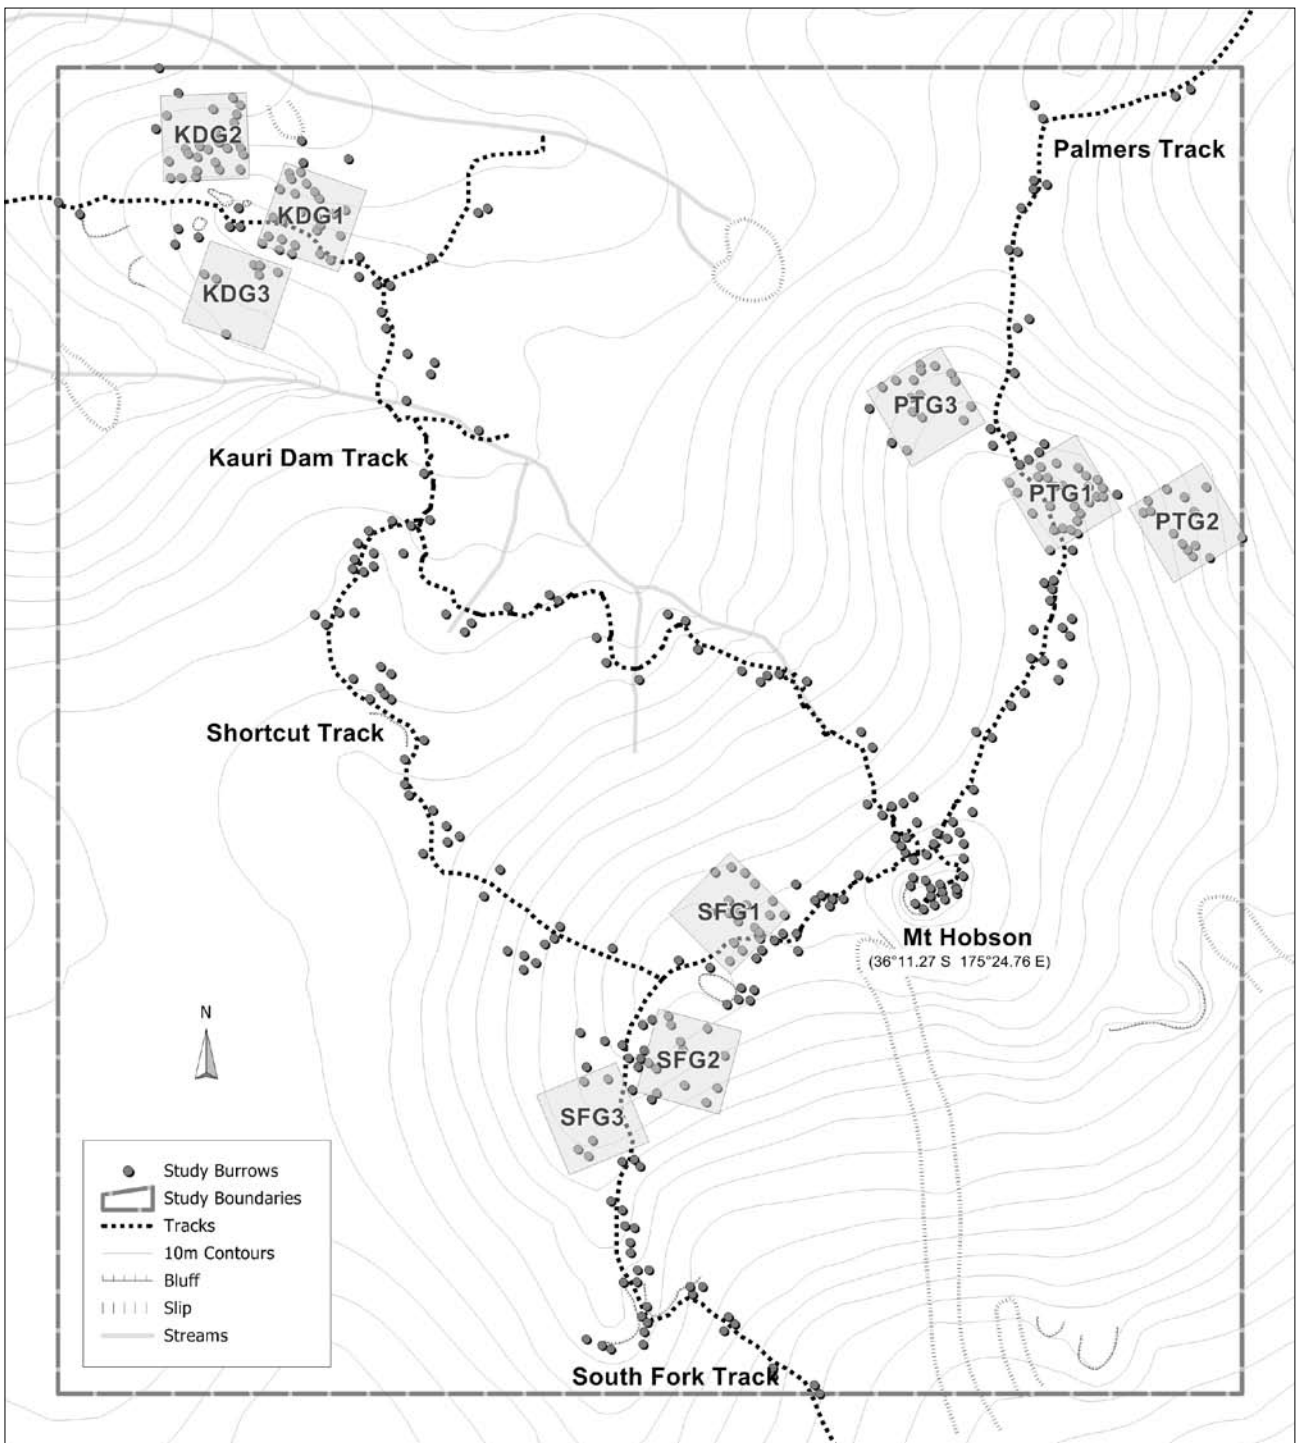 KDG2
Palmers Track
KDG1
KDG3
PTG3
Kauri Dam Track
PTG1
PTG2
Shortcut Track
SFG1
Mt Hobson
(36°11.27 S 175°24.76 E)
N
SFG2
SFG3
Study Burrows
Study Boundaries
Tracks
10m Contours
Bluff
Slip
Streams
South Fork Track